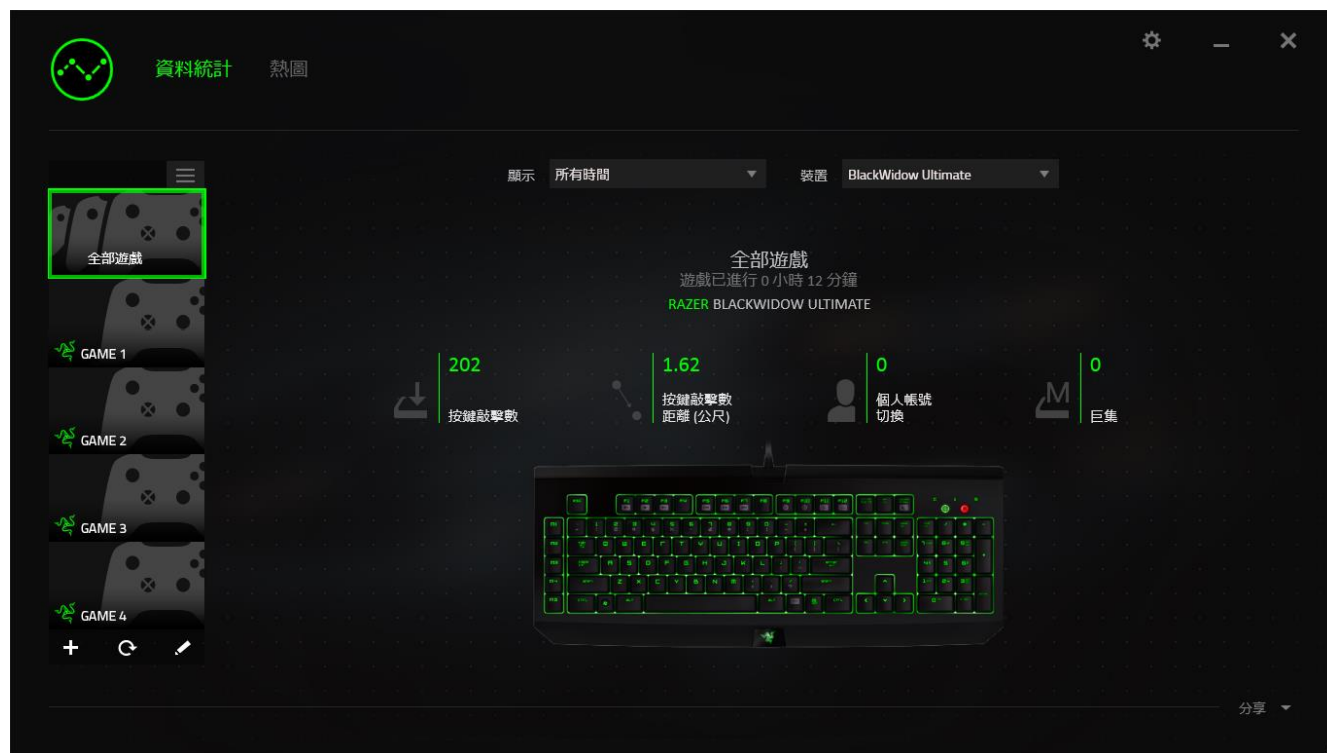 資料統計 熱圖
顯示 所有時間 裝置 BlackWidow Ultimate
全部遊戲
GAME 1
GAME 2
GAME 3
GAME 4
全部遊戲
遊戲已進行 0 小時 12 分鐘
RAZER BLACKWIDOW ULTIMATE
202
按鍵敲擊數
1.62
按鍵敲擊數
距離 (公尺)
0
個人帳號
切換
M
0
巨集
分享